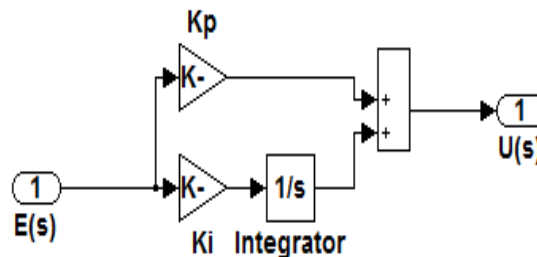 Kp
K-
+
+
1
U(s)
1
E(s)
K-
Ki
1/s
Integrator